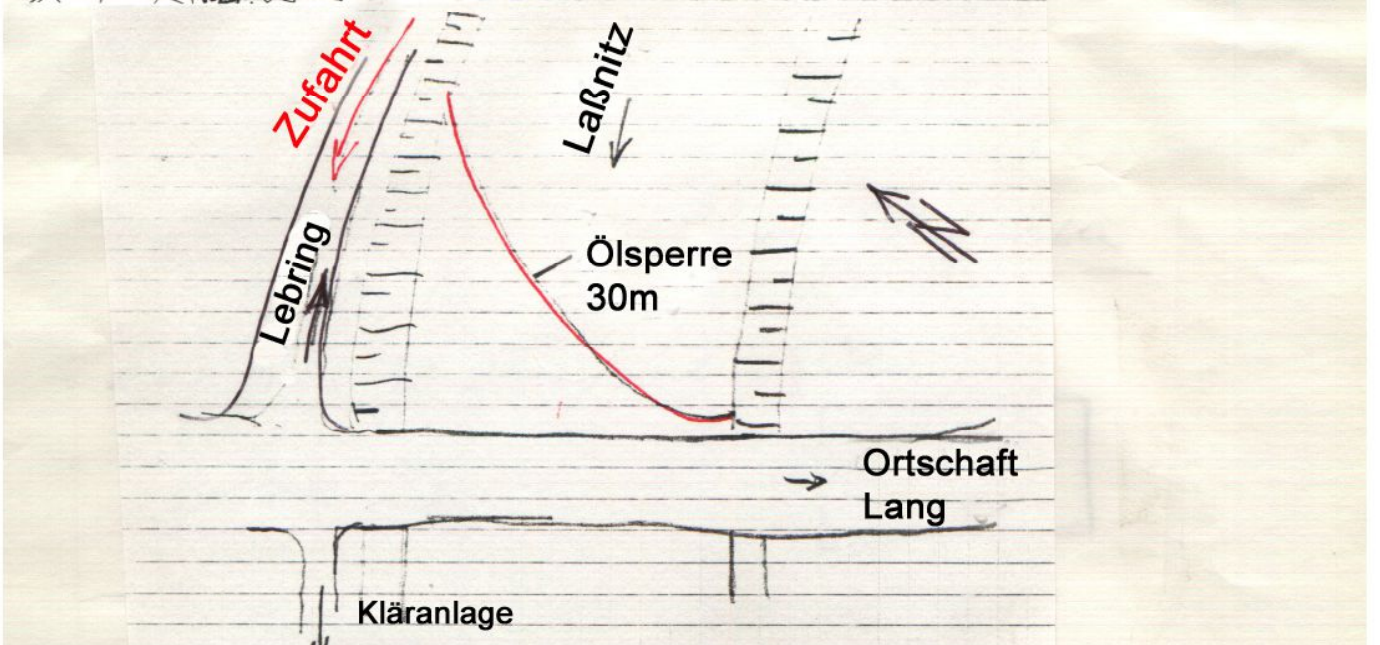 Zufahrt
Laßnitz
Lebring
Ölsperre
30m
Ortschaft
Lang
Kläranlage